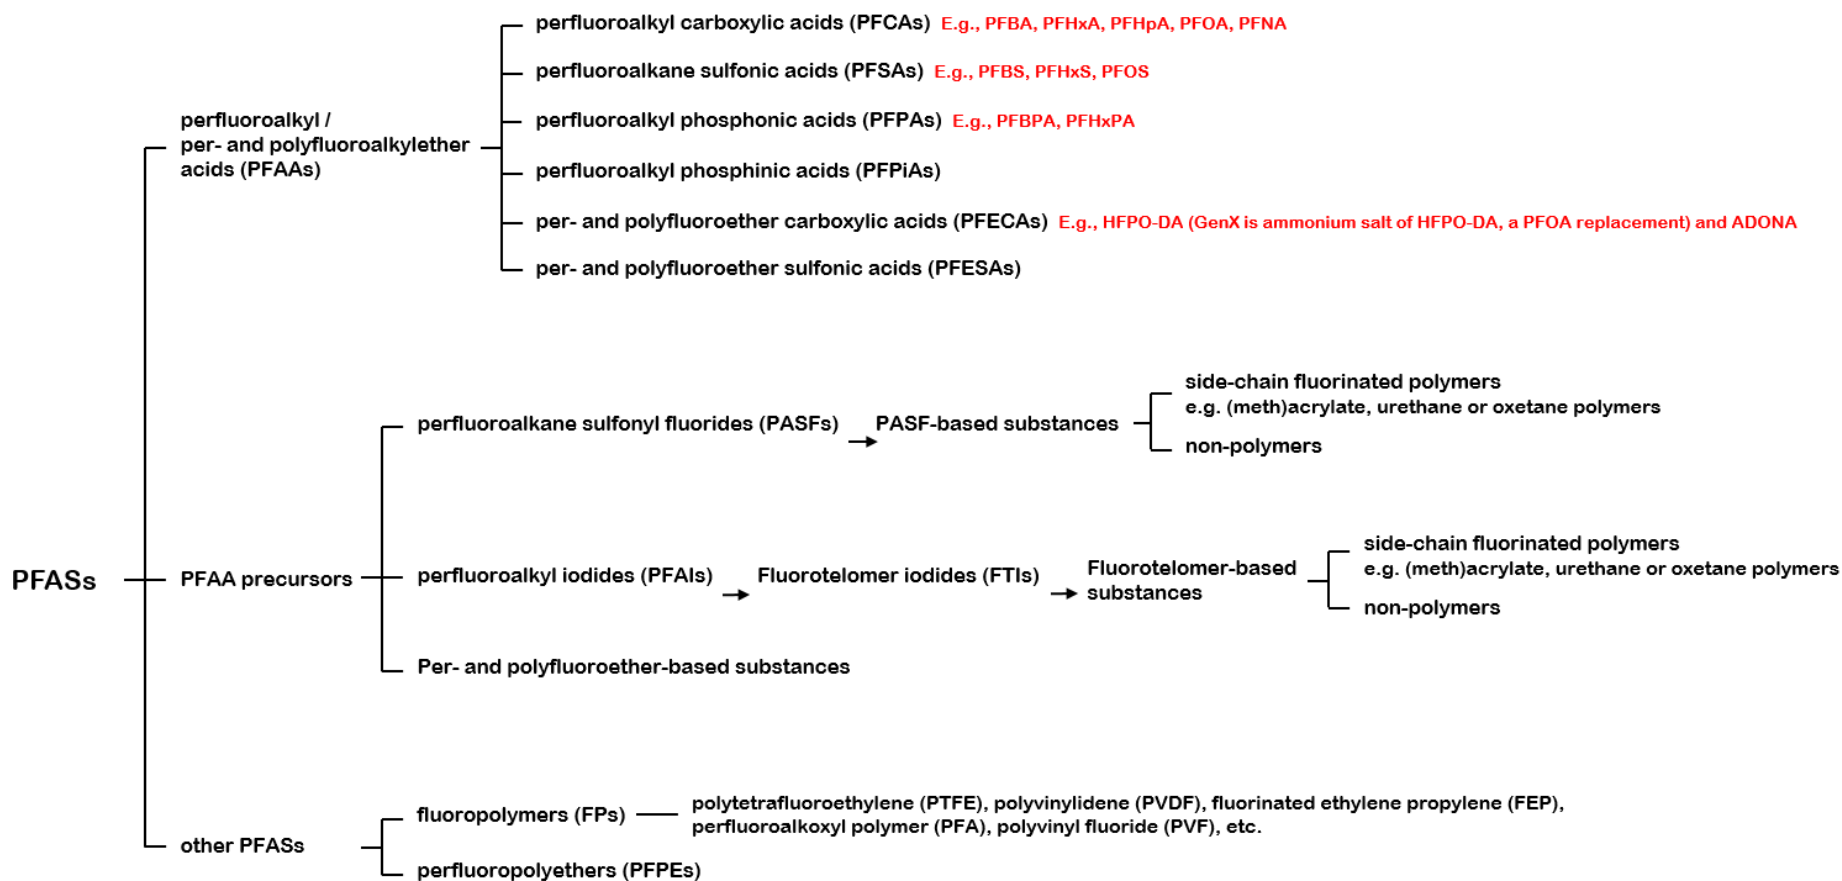 perfluoroalkyl carboxylic acids (PFCAs) E.g., PFBA, PFHxA, PFHpA, PFOA, PFNA
perfluoroalkane sulfonic acids (PFSAs) E.g., PFBS, PFHxS, PFOS
perfluoroalkyl /
per- and polyfluoroalkylether
acids (PFAAs)
perfluoroalkyl phosphonic acids (PFPAs) E.g., PFBPA, PFHxPA
perfluoroalkyl phosphinic acids (PFPiAs)
per- and polyfluoroether carboxylic acids (PFECAs) E.g., HFPO-DA (GenX is ammonium salt of HFPO-DA, a PFOA replacement) and ADONA
per- and polyfluoroether sulfonic acids (PFESAs)
perfluoroalkane sulfonyl fluorides (PASFs)
PASF-based substances
side-chain fluorinated polymers
e.g. (meth)acrylate, urethane or oxetane polymers
non-polymers
PFASs
PFAA precursors
perfluoroalkyl iodides (PFAIs)
Fluorotelomer iodides (FTIs)
Fluorotelomer-based
substances
side-chain fluorinated polymers
e.g. (meth)acrylate, urethane or oxetane polymers
non-polymers
Per- and polyfluoroether-based substances
other PFASs
fluoropolymers (FPs)
polytetrafluoroethylene (PTFE), polyvinylidene (PVDF), fluorinated ethylene propylene (FEP),
perfluoroalkoxyl polymer (PFA), polyvinyl fluoride (PVF), etc.
perfluoropolyethers (PFPEs)